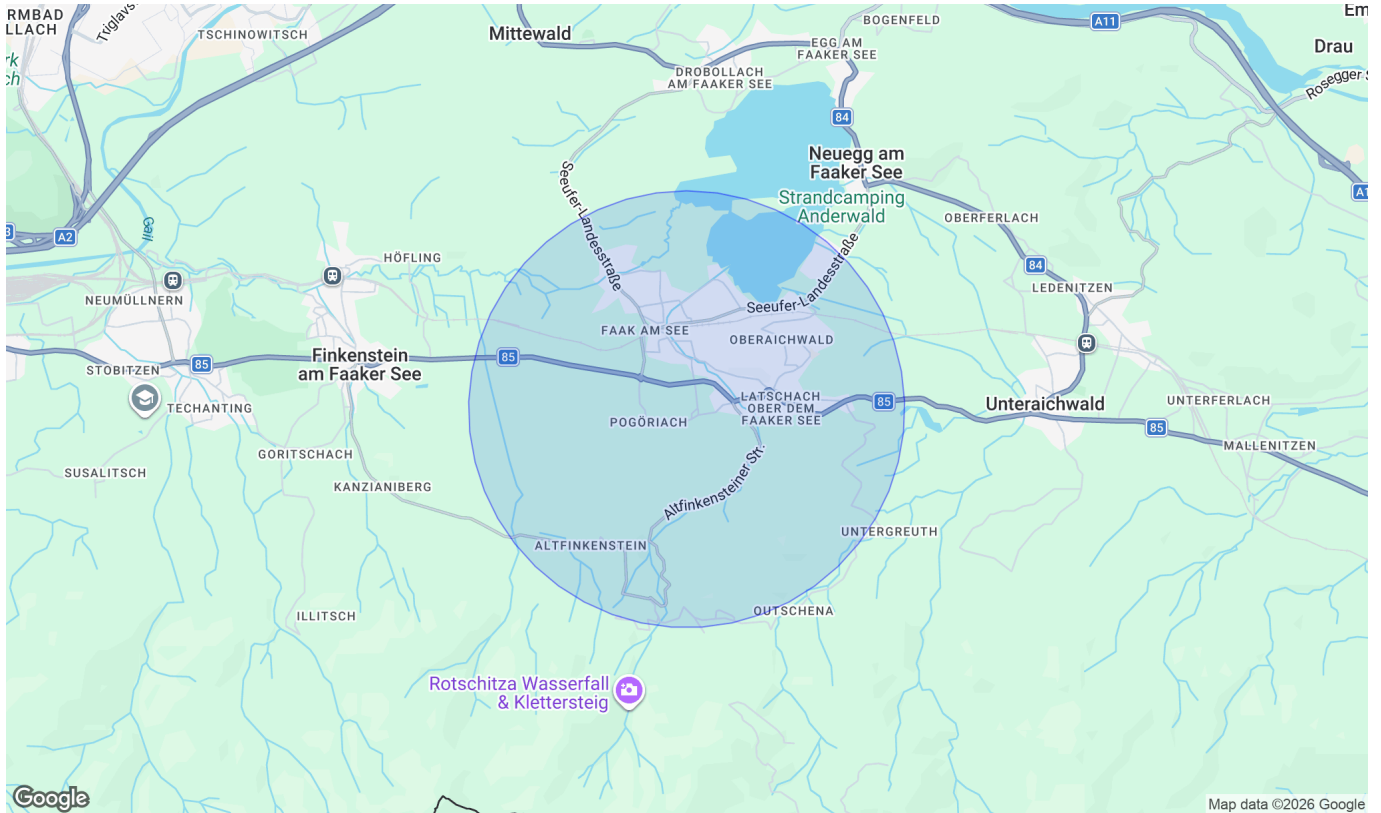 RMBAD
LLACH
Triglavs
TSCHINOWITSCH
rk
ch
Mittewald
BOGENFELD
A11
Em
Drau
EGG AM
FAAKER SEE
DROBOLLACH
AM FAAKER SEE
Rosegger
84
Neuegg am
Faaker See
Strandcamping
Anderwald
Seeufer-Landesstraße
A1
OBERFERLACH
Gail
A2
HÖFLING
84
LEDENITZEN
NEUMÜLLNERN
Seeufer-Landesstraße
FAAK AM SEE
OBERAICHWALD
Finkenstein
am Faaker See
85
85
STOBITZEN
TECHANTING
LATSCHACH
OBER DEM
FAAKER SEE
85
Unteraichwald
UNTERFERLACH
85
POGÖRIACH
MALLENITZEN
GORITSCHACH
SUSALITSCH
KANZIANIBERG
Altfinkensteiner Str.
UNTERGREUTH
ALTFINKENSTEIN
ILLITSCH
OUTSCHENA
Rotschitza Wasserfall
& Klettersteig
Google
Map data ©2026 Google